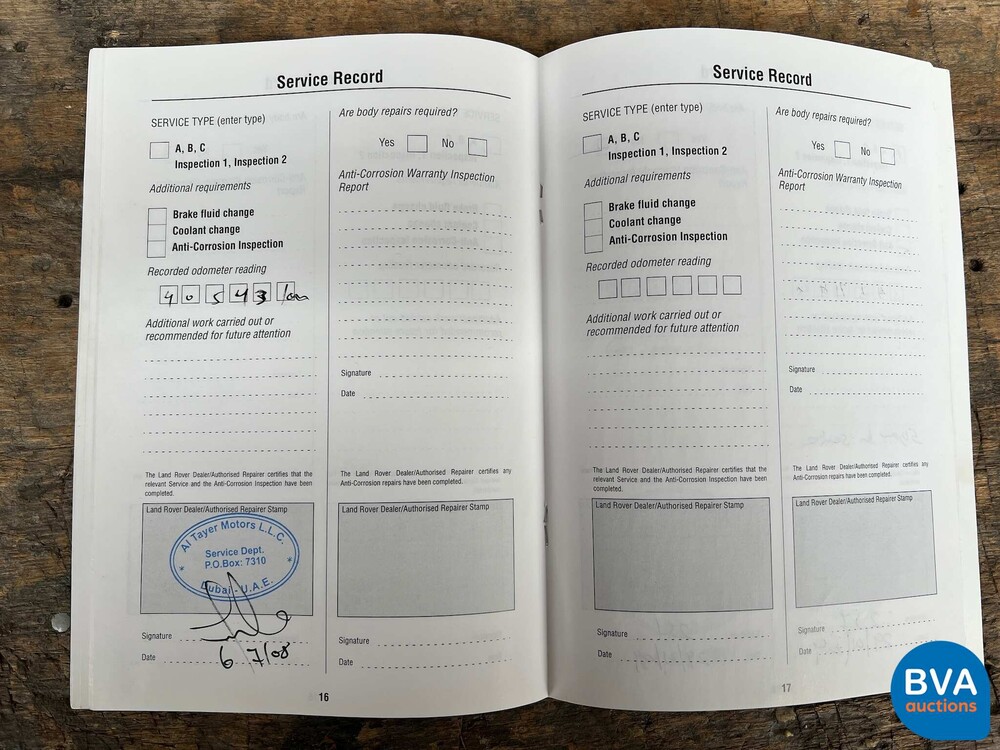 Service Record
SERVICE TYPE (enter type)
A, B, C
Inspection 1, Inspection 2
Additional requirements
Brake fluid change
Coolant change
Anti-Corrosion Inspection
Recorded odometer reading
4 0 5 4 3 km
Additional work carried out or
recommended for future attention
The Land Rover Dealer/Authorised Repairer certifies that the
relevant Service and the Anti-Corrosion Inspection have been
completed.
Land Rover Dealer/Authorised Repairer Stamp
Al Tayer Motors L.L.C.
Service Dept.
P.O.Box: 7310
* *
Dubai - U.A.E.
Signature
Date 6/7/08
Are body repairs required?
Yes No
Anti-Corrosion Warranty Inspection
Report
Signature
Date
The Land Rover Dealer/Authorised Repairer certifies any
Anti-Corrosion repairs have been completed.
Land Rover Dealer/Authorised Repairer Stamp
Signature
Date
16
Service Record
SERVICE TYPE (enter type)
A, B, C
Inspection 1, Inspection 2
Additional requirements
Brake fluid change
Coolant change
Anti-Corrosion Inspection
Recorded odometer reading
Additional work carried out or
recommended for future attention
The Land Rover Dealer/Authorised Repairer certifies that the
relevant Service and the Anti-Corrosion Inspection have been
completed.
Land Rover Dealer/Authorised Repairer Stamp
Signature
Date
Are body repairs required?
Yes No
Anti-Corrosion Warranty Inspection
Report
Signature
Date
The Land Rover Dealer/Authorised Repairer certifies any
Anti-Corrosion repairs have been completed.
Land Rover Dealer/Authorised Repairer Stamp
Signature
Date
17
BVA
auctions